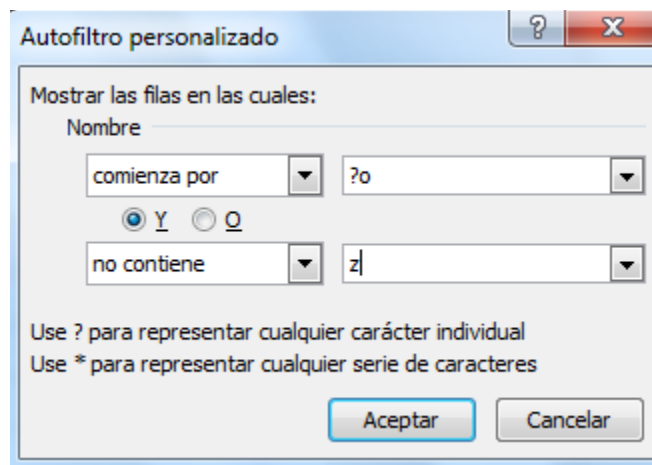 Autofiltro personalizado
?
Mostrar las filas en las cuales:
Nombre
comienza por ?o
Y O
no contiene z
Use ? para representar cualquier carácter individual
Use * para representar cualquier serie de caracteres
Aceptar Cancelar